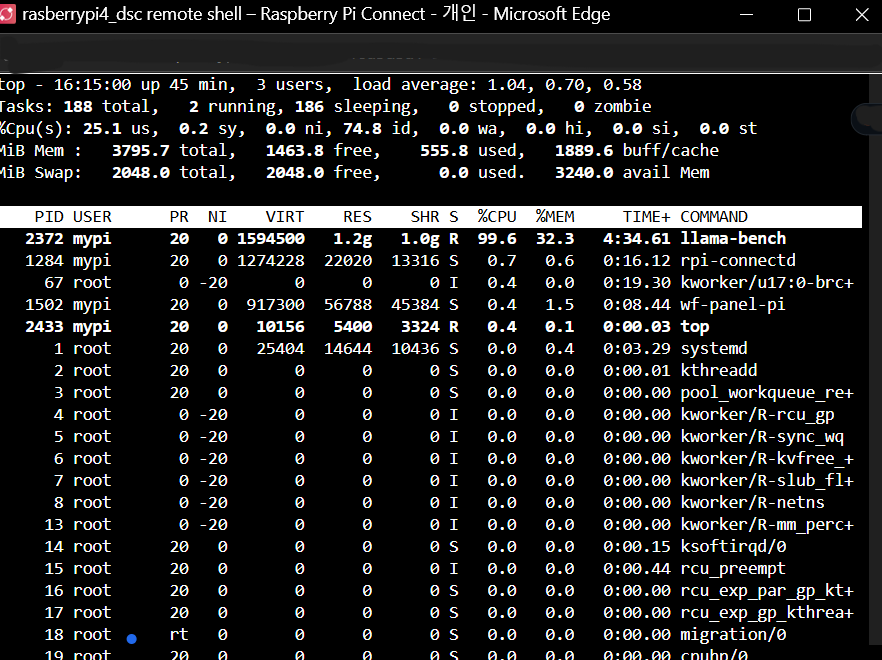 rasberrypi4_dsc remote shell – Raspberry Pi Connect - 개인 - Microsoft Edge
top - 16:15:00 up 45 min, 3 users, load average: 1.04, 0.70, 0.58
Tasks: 188 total, 2 running, 186 sleeping, 0 stopped, 0 zombie
%Cpu(s): 25.1 us, 0.2 sy, 0.0 ni, 74.8 id, 0.0 wa, 0.0 hi, 0.0 si, 0.0 st
MiB Mem : 3795.7 total, 1463.8 free, 555.8 used, 1889.6 buff/cache
MiB Swap: 2048.0 total, 2048.0 free, 0.0 used. 3240.0 avail Mem
PID USER PR NI VIRT RES SHR S %CPU %MEM TIME+ COMMAND
2372 mypi 20 0 1594500 1.2g 1.0g R 99.6 32.3 4:34.61 llama-bench
1284 mypi 20 0 1274228 22020 13316 S 0.7 0.6 0:16.12 rpi-connectd
67 root 0 -20 0 0 0 I 0.4 0.0 0:19.30 kworker/u17:0-brc+
1502 mypi 20 0 917300 56788 45384 S 0.4 1.5 0:08.44 wf-panel-pi
2433 mypi 20 0 10156 5400 3324 R 0.4 0.1 0:00.03 top
1 root 20 0 25404 14644 10436 S 0.0 0.4 0:03.29 systemd
2 root 20 0 0 0 0 S 0.0 0.0 0:00.01 kthreadd
3 root 20 0 0 0 0 S 0.0 0.0 0:00.00 pool_workqueue_re+
4 root 0 -20 0 0 0 I 0.0 0.0 0:00.00 kworker/R-rcu_gp
5 root 0 -20 0 0 0 I 0.0 0.0 0:00.00 kworker/R-sync_wq
6 root 0 -20 0 0 0 I 0.0 0.0 0:00.00 kworker/R-kvfree_+
7 root 0 -20 0 0 0 I 0.0 0.0 0:00.00 kworker/R-slub_fl+
8 root 0 -20 0 0 0 I 0.0 0.0 0:00.00 kworker/R-netns
13 root 0 -20 0 0 0 I 0.0 0.0 0:00.00 kworker/R-mm_perc+
14 root 20 0 0 0 0 S 0.0 0.0 0:00.15 ksoftirqd/0
15 root 20 0 0 0 0 I 0.0 0.0 0:00.44 rcu_preempt
16 root 20 0 0 0 0 S 0.0 0.0 0:00.00 rcu_exp_par_gp_kt+
17 root 20 0 0 0 0 S 0.0 0.0 0:00.00 rcu_exp_gp_kthrea+
18 root rt 0 0 0 0 S 0.0 0.0 0:00.00 migration/0
19 root 20 0 0 0 0 S 0.0 0.0 0:00.00 cpuhp/0